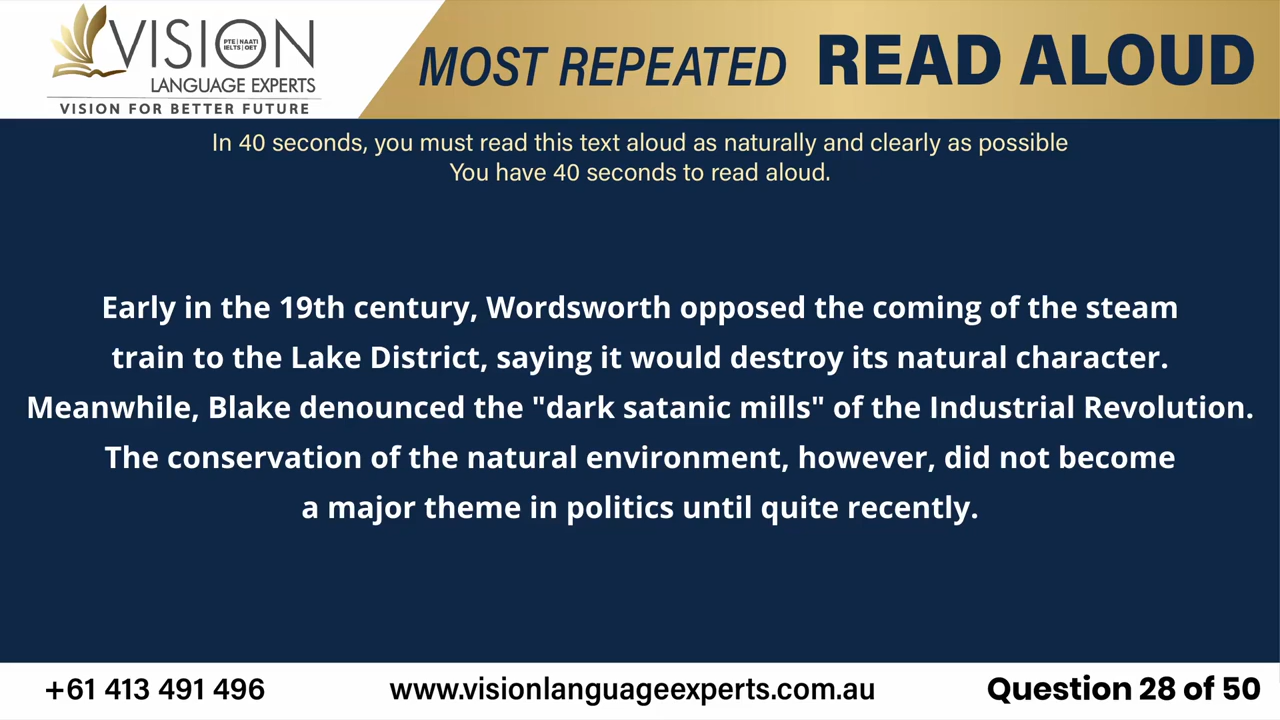 VISION
PTE | NAATI
IELTS | OET
LANGUAGE EXPERTS
VISION FOR BETTER FUTURE
MOST REPEATED READ ALOUD
In 40 seconds, you must read this text aloud as naturally and clearly as possible
You have 40 seconds to read aloud.
Early in the 19th century, Wordsworth opposed the coming of the steam
train to the Lake District, saying it would destroy its natural character.
Meanwhile, Blake denounced the "dark satanic mills" of the Industrial Revolution.
The conservation of the natural environment, however, did not become
a major theme in politics until quite recently.
+61 413 491 496 www.visionlanguageexperts.com.au Question 28 of 50